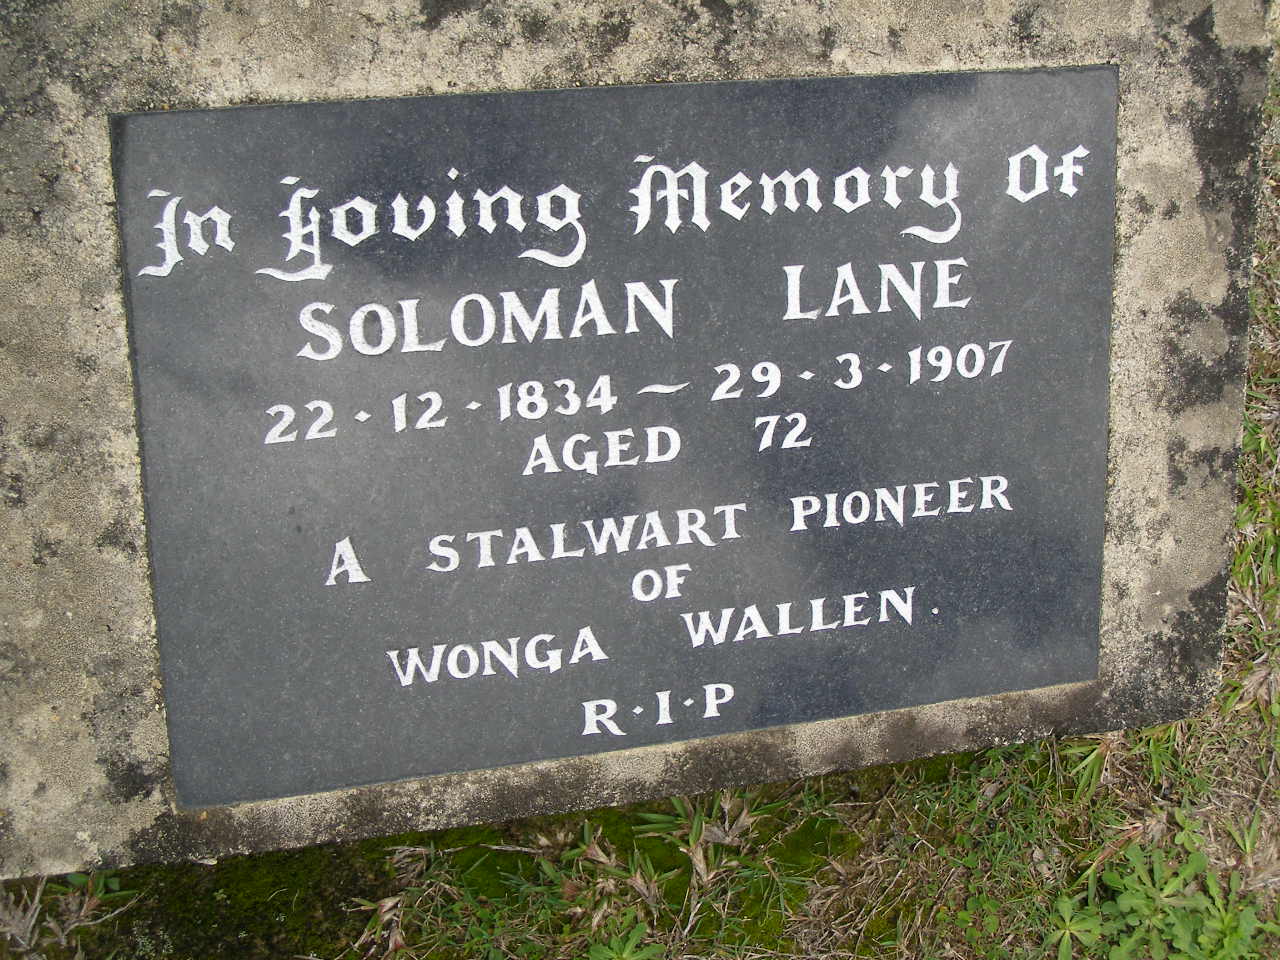 In Loving Memory Of
SOLOMAN LANE
22·12·1834 ~ 29·3·1907
AGED 72
A STALWART PIONEER
OF
WONGA WALLEN.
R·I·P